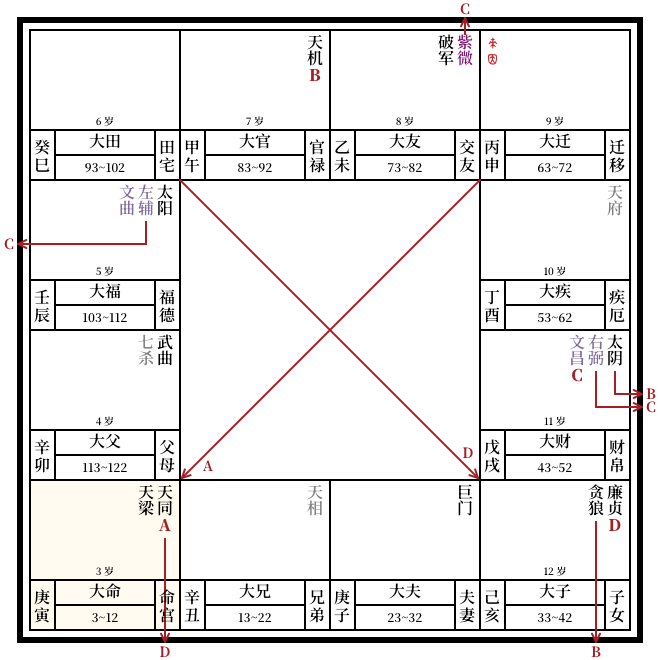 C
天机
B
6 岁
癸巳
大田
93~102
田宅
7 岁
甲午
大官
83~92
官禄
紫微
破军
8 岁
乙未
大友
73~82
交友
9 岁
丙申
大迁
63~72
迁移
太阳
左辅
文曲
C
5 岁
壬辰
大福
103~112
福德
天府
10 岁
丁酉
大疾
53~62
疾厄
武曲
七杀
4 岁
辛卯
大父
113~122
父母
A
D
太阴
右弼
文昌
C
B
C
11 岁
戊戌
大财
43~52
财帛
天同
天梁
A
3 岁
庚寅
大命
3~12
命宫
D
天相
辛丑
大兄
13~22
兄弟
巨门
庚子
大夫
23~32
夫妻
廉贞
贪狼
D
12 岁
己亥
大子
33~42
子女
B